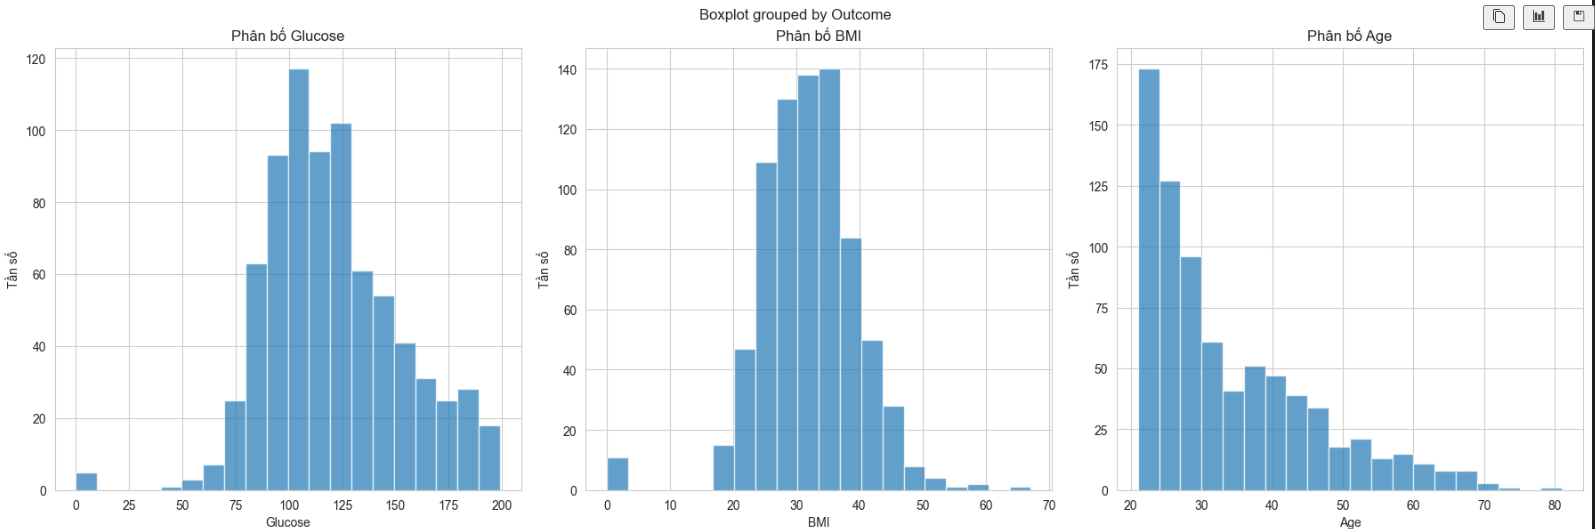 Boxplot grouped by Outcome
Phân bố Glucose
120
100
80
60
40
20
0
Tần số
0 25 50 75 100 125 150 175 200
Glucose
Phân bố BMI
140
120
100
80
60
40
20
0
Tần số
0 10 20 30 40 50 60 70
BMI
Phân bố Age
175
150
125
100
75
50
25
0
Tần số
20 30 40 50 60 70 80
Age